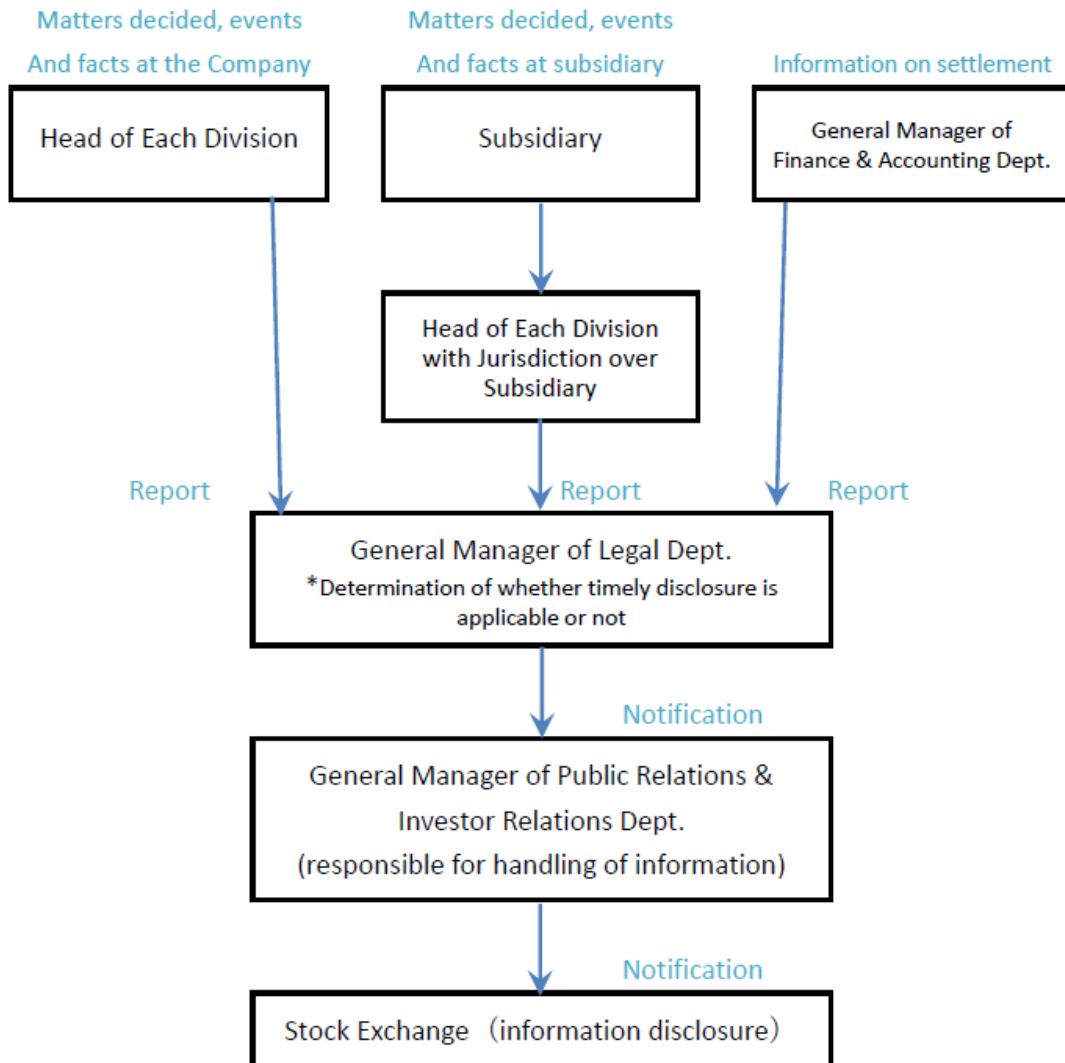 Matters decided, events
And facts at the Company
Matters decided, events
And facts at subsidiary
Information on settlement
Head of Each Division
Subsidiary
General Manager of
Finance & Accounting Dept.
Head of Each Division
with Jurisdiction over
Subsidiary
Report
Report
Report
General Manager of Legal Dept.
*Determination of whether timely disclosure is
applicable or not
Notification
General Manager of Public Relations &
Investor Relations Dept.
(responsible for handling of information)
Notification
Stock Exchange（information disclosure）